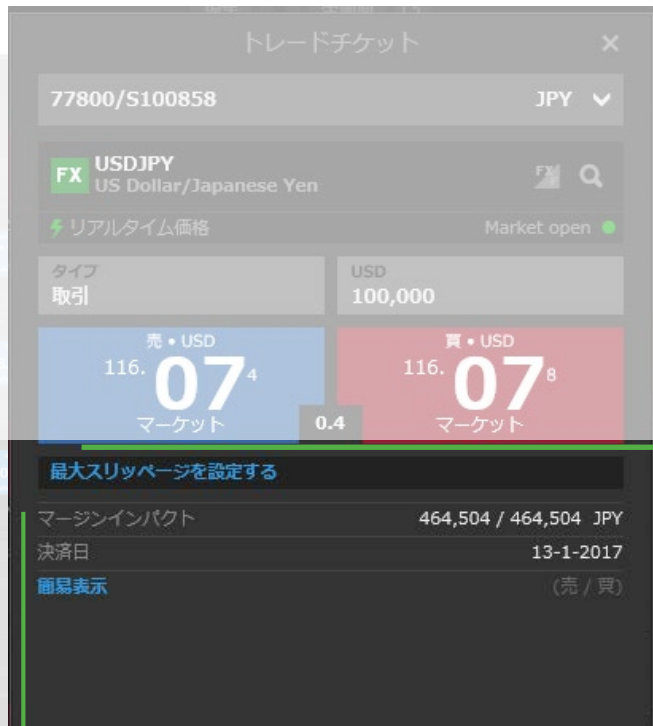 トレードチケット ×
77800/S100858 JPY
FX USDJPY
US Dollar/Japanese Yen
リアルタイム価格 Market open
タイプ USD
取引 100,000
売 • USD 買 • USD
116. 07 4 116. 07 8
マーケット 0.4 マーケット
最大スリッページを設定する
マージンインパクト 464,504 / 464,504 JPY
決済日 13-1-2017
簡易表示 (売 / 買)